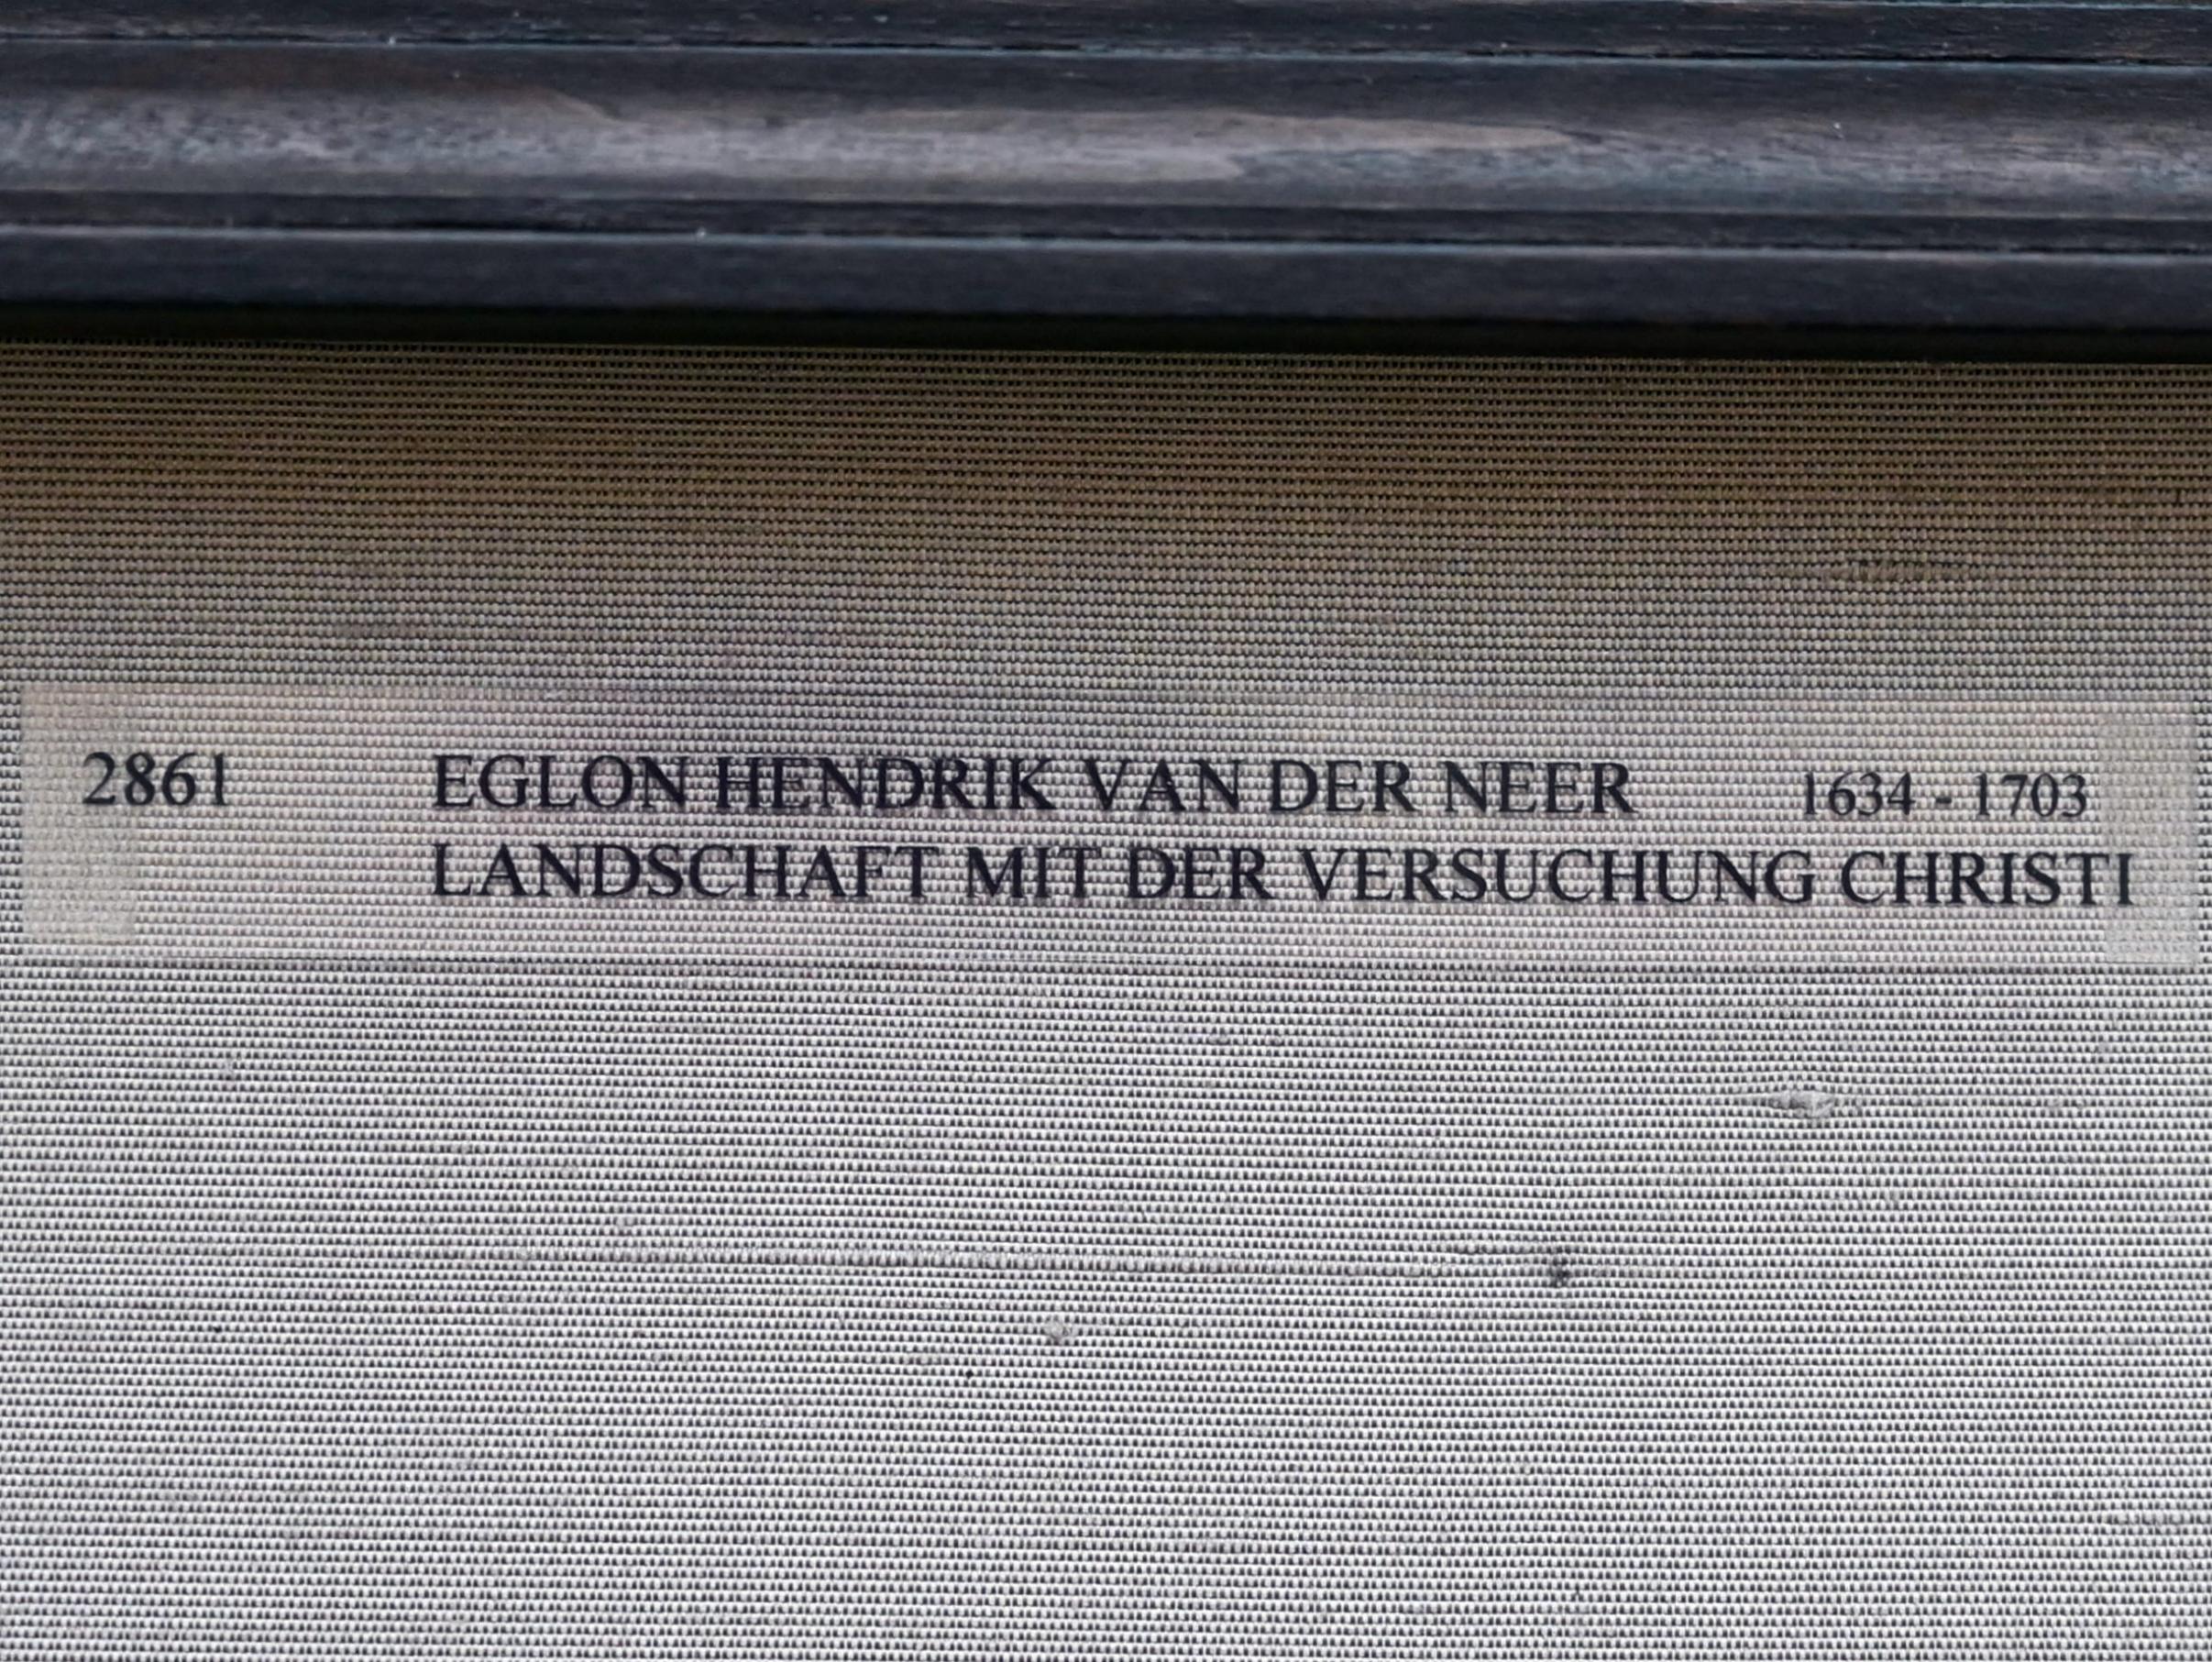 2861 EGLON HENDRIK VAN DER NEER 1634 - 1703
LANDSCHAFT MIT DER VERSUCHUNG CHRISTI